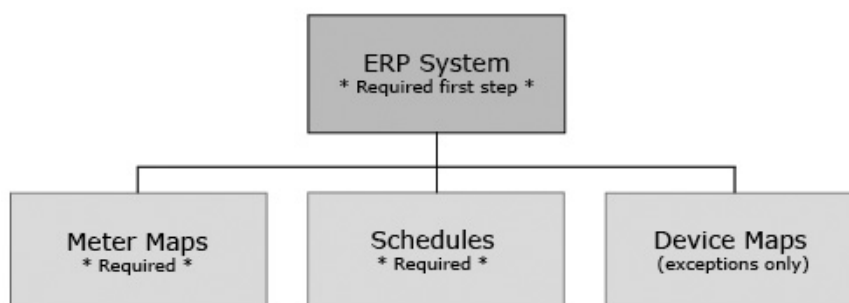 ERP System
* Required first step *
Meter Maps
* Required *
Schedules
* Required *
Device Maps
(exceptions only)